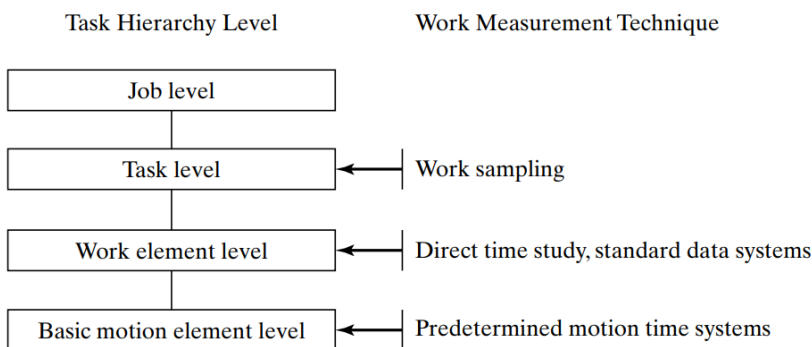 Task Hierarchy Level Work Measurement Technique
Job level
Task level Work sampling
Work element level Direct time study, standard data systems
Basic motion element level Predetermined motion time systems